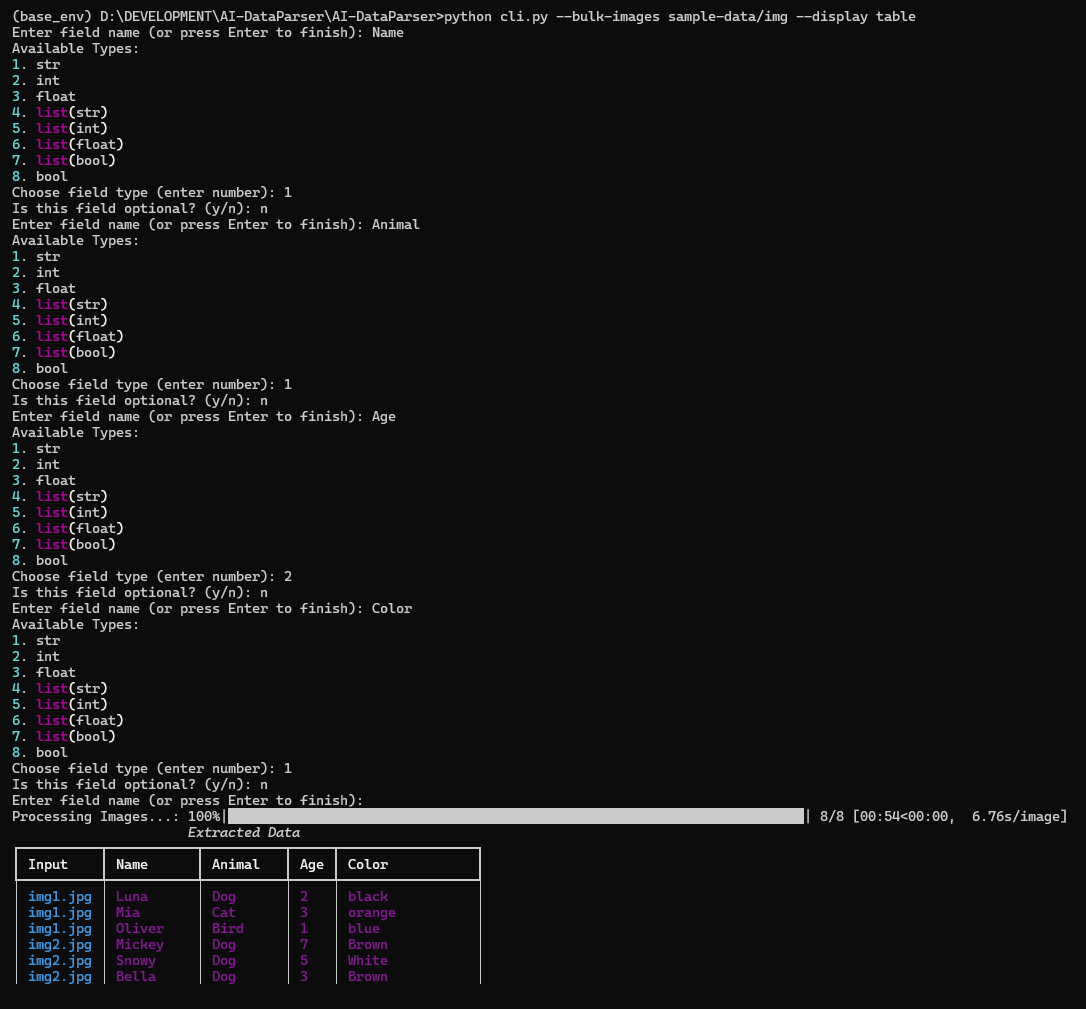 (base_env) D:\DEVELOPMENT\AI-DataParser\AI-DataParser>python cli.py --bulk-images sample-data/img --display table
Enter field name (or press Enter to finish): Name
Available Types:
1. str
2. int
3. float
4. list(str)
5. list(int)
6. list(float)
7. list(bool)
8. bool
Choose field type (enter number): 1
Is this field optional? (y/n): n
Enter field name (or press Enter to finish): Animal
Available Types:
1. str
2. int
3. float
4. list(str)
5. list(int)
6. list(float)
7. list(bool)
8. bool
Choose field type (enter number): 1
Is this field optional? (y/n): n
Enter field name (or press Enter to finish): Age
Available Types:
1. str
2. int
3. float
4. list(str)
5. list(int)
6. list(float)
7. list(bool)
8. bool
Choose field type (enter number): 2
Is this field optional? (y/n): n
Enter field name (or press Enter to finish): Color
Available Types:
1. str
2. int
3. float
4. list(str)
5. list(int)
6. list(float)
7. list(bool)
8. bool
Choose field type (enter number): 1
Is this field optional? (y/n): n
Enter field name (or press Enter to finish):
Processing Images...: 100%| | 8/8 [00:54<00:00,  6.76s/image]
Extracted Data
Input Name Animal Age Color
img1.jpg Luna Dog 2 black
img1.jpg Mia Cat 3 orange
img1.jpg Oliver Bird 1 blue
img2.jpg Mickey Dog 7 Brown
img2.jpg Snowy Dog 5 White
img2.jpg Bella Dog 3 Brown